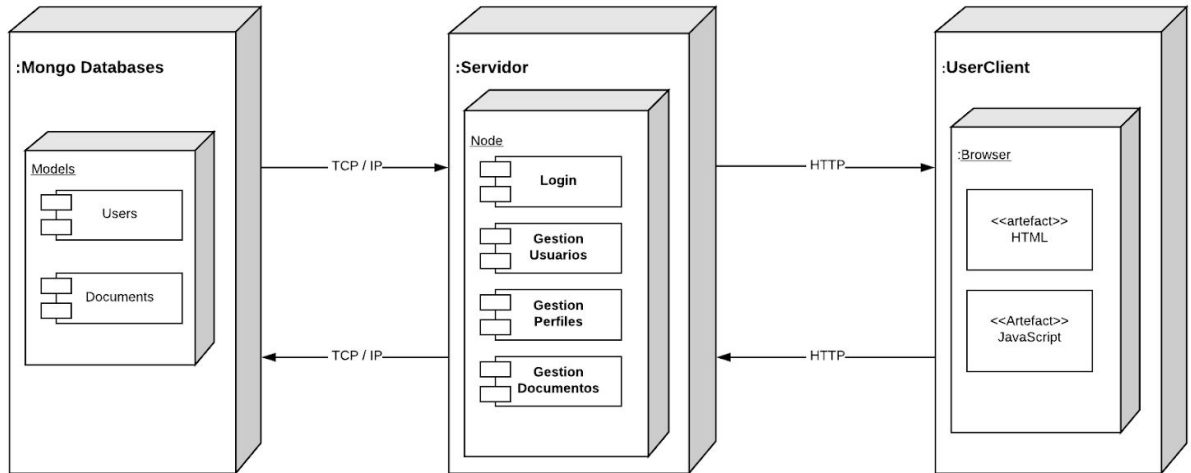 :Mongo Databases
Models
Users
Documents
TCP / IP
TCP / IP
:Servidor
Node
Login
Gestion
Usuarios
Gestion
Perfiles
Gestion
Documentos
HTTP
HTTP
:UserClient
:Browser
<<artefact>>
HTML
<<Artefact>>
JavaScript